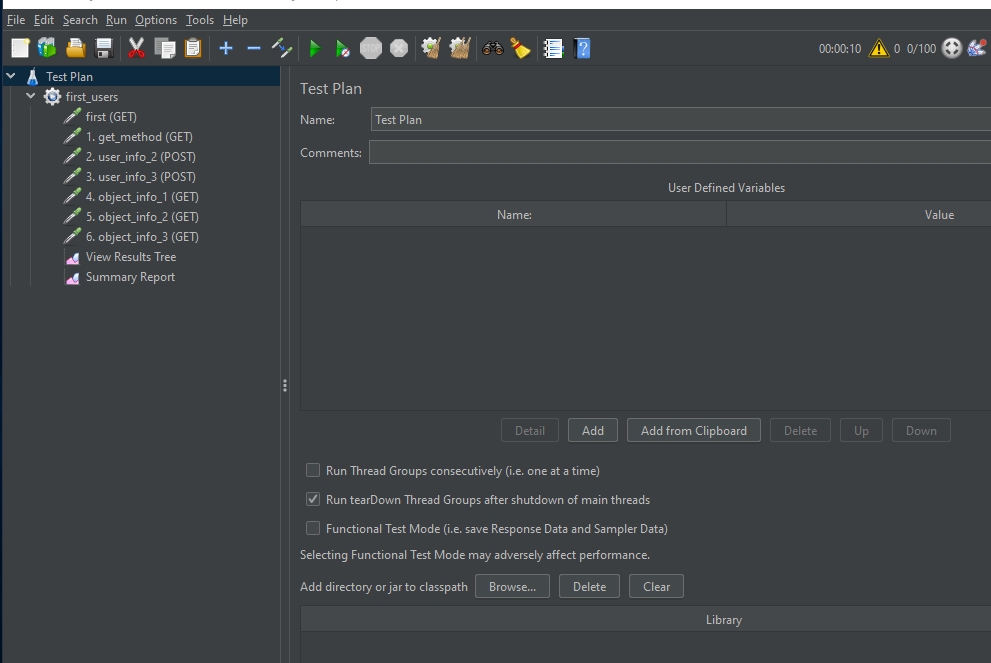 File Edit Search Run Options Tools Help
STOP 00:00:10 0 0/100
Test Plan
first_users
first (GET)
1. get_method (GET)
2. user_info_2 (POST)
3. user_info_3 (POST)
4. object_info_1 (GET)
5. object_info_2 (GET)
6. object_info_3 (GET)
View Results Tree
Summary Report
Test Plan
Name: Test Plan
Comments:
User Defined Variables
Name: Value
Detail Add Add from Clipboard Delete Up Down
Run Thread Groups consecutively (i.e. one at a time)
Run tearDown Thread Groups after shutdown of main threads
Functional Test Mode (i.e. save Response Data and Sampler Data)
Selecting Functional Test Mode may adversely affect performance.
Add directory or jar to classpath Browse... Delete Clear
Library